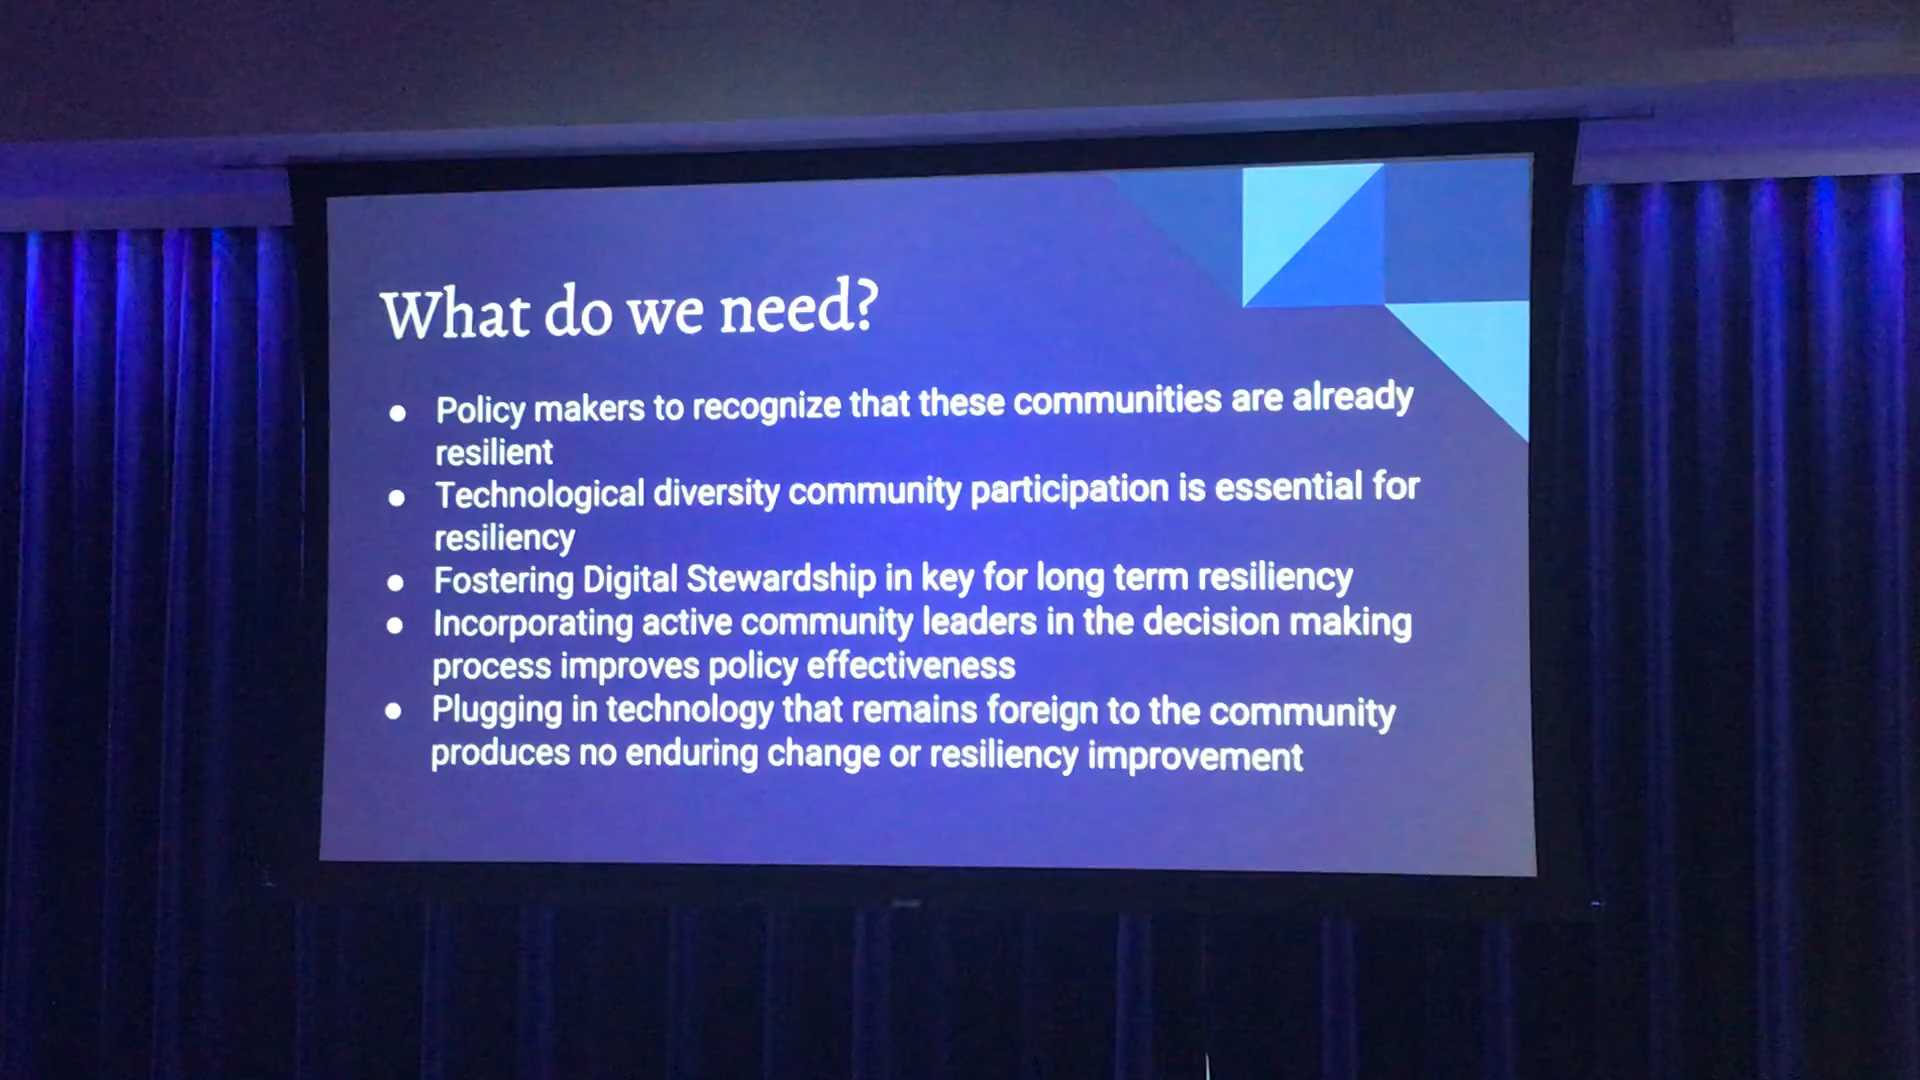 What do we need?
● Policy makers to recognize that these communities are already
resilient
● Technological diversity community participation is essential for
resiliency
● Fostering Digital Stewardship in key for long term resiliency
● Incorporating active community leaders in the decision making
process improves policy effectiveness
● Plugging in technology that remains foreign to the community
produces no enduring change or resiliency improvement